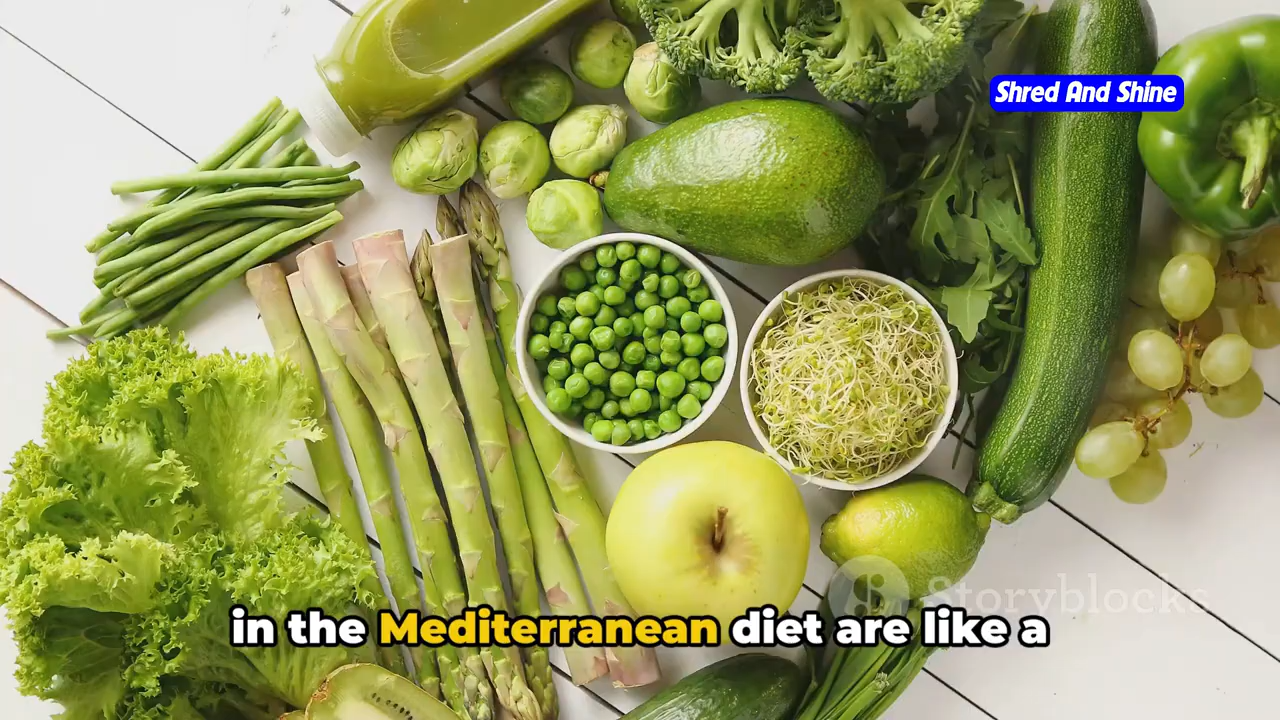 Shred And Shine
Storyblocks
in the Mediterranean diet are like a